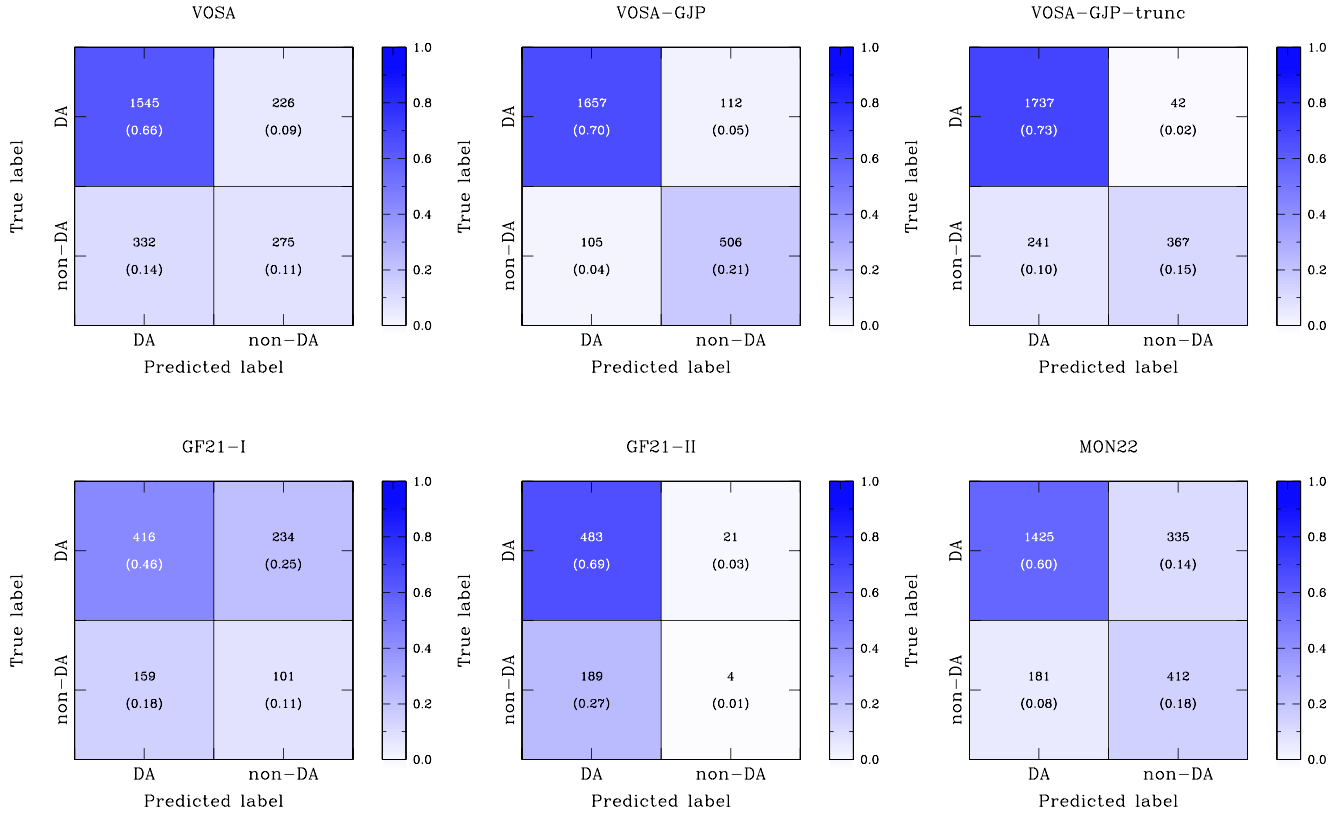 VOSA
1545
(0.66)
226
(0.09)
332
(0.14)
275
(0.11)
DA
non-DA
True label
DA
non-DA
Predicted label
1.0
0.8
0.6
0.4
0.2
0.0
VOSA-GJP
1657
(0.70)
112
(0.05)
105
(0.04)
506
(0.21)
DA
non-DA
True label
DA
non-DA
Predicted label
1.0
0.8
0.6
0.4
0.2
0.0
VOSA-GJP-trunc
1737
(0.73)
42
(0.02)
241
(0.10)
367
(0.15)
DA
non-DA
True label
DA
non-DA
Predicted label
1.0
0.8
0.6
0.4
0.2
0.0
GF21-I
416
(0.46)
234
(0.25)
159
(0.18)
101
(0.11)
DA
non-DA
True label
DA
non-DA
Predicted label
1.0
0.8
0.6
0.4
0.2
0.0
GF21-II
483
(0.69)
21
(0.03)
189
(0.27)
4
(0.01)
DA
non-DA
True label
DA
non-DA
Predicted label
1.0
0.8
0.6
0.4
0.2
0.0
MON22
1425
(0.60)
335
(0.14)
181
(0.08)
412
(0.18)
DA
non-DA
True label
DA
non-DA
Predicted label
1.0
0.8
0.6
0.4
0.2
0.0